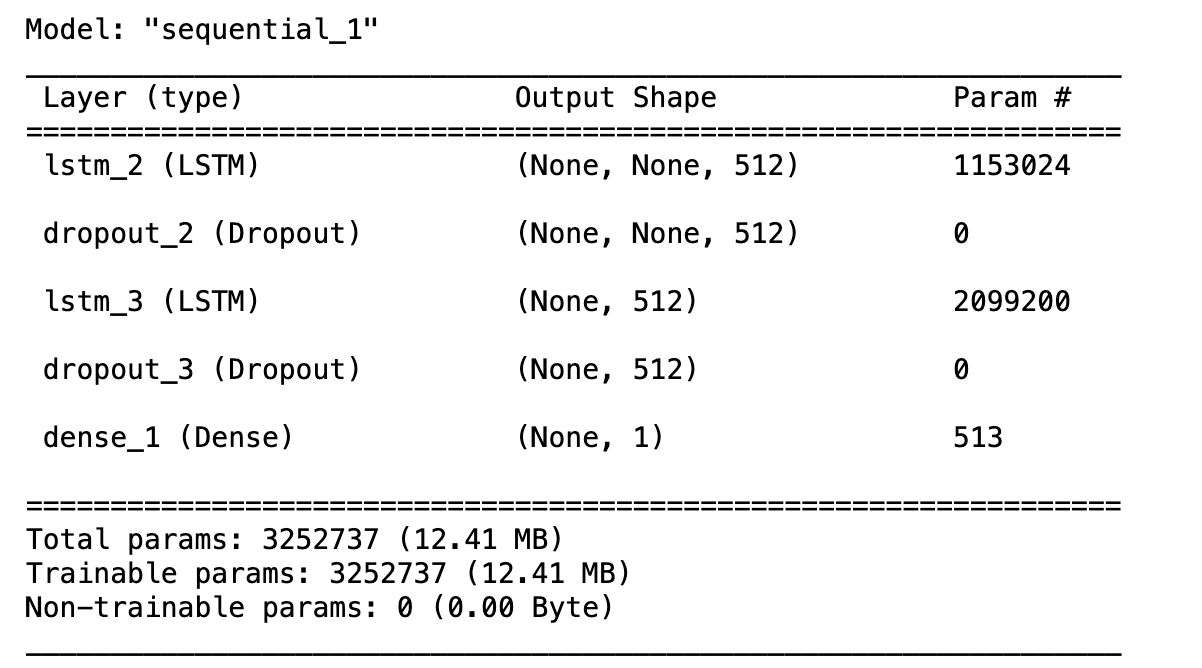 Model: "sequential_1"
Layer (type) Output Shape Param #
lstm_2 (LSTM) (None, None, 512) 1153024
dropout_2 (Dropout) (None, None, 512) 0
lstm_3 (LSTM) (None, 512) 2099200
dropout_3 (Dropout) (None, 512) 0
dense_1 (Dense) (None, 1) 513
Total params: 3252737 (12.41 MB)
Trainable params: 3252737 (12.41 MB)
Non-trainable params: 0 (0.00 Byte)